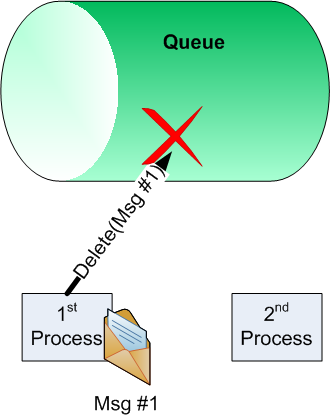 Queue
Delete(Msg #1)
1st
Process
2nd
Process
Msg #1